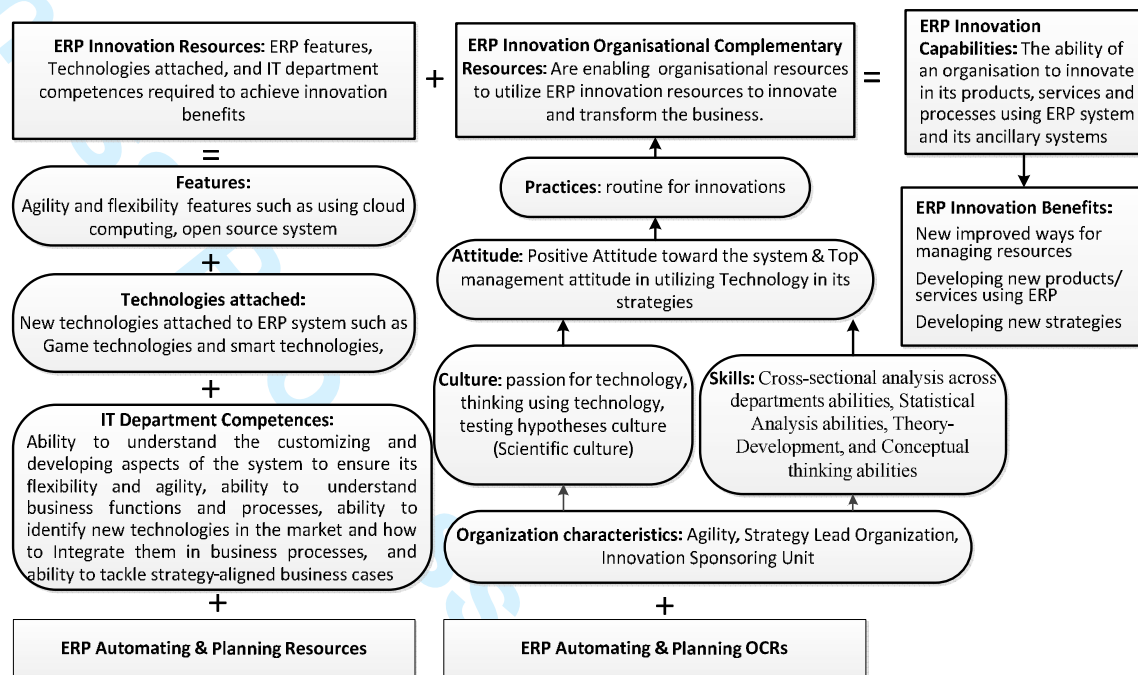 ERP Innovation Resources: ERP features,
Technologies attached, and IT department
competences required to achieve innovation
benefits
+
ERP Innovation Organisational Complementary
Resources: Are enabling organisational resources
to utilize ERP innovation resources to innovate
and transform the business.
=
ERP Innovation
Capabilities: The ability of
an organisation to innovate
in its products, services and
processes using ERP system
and its ancillary systems
=
Features:
Agility and flexibility features such as using cloud
computing, open source system
+
Technologies attached:
New technologies attached to ERP system such as
Game technologies and smart technologies,
+
IT Department Competences:
Ability to understand the customizing and
developing aspects of the system to ensure its
flexibility and agility, ability to understand
business functions and processes, ability to
identify new technologies in the market and how
to Integrate them in business processes, and
ability to tackle strategy-aligned business cases
+
ERP Automating & Planning Resources
Practices: routine for innovations
Attitude: Positive Attitude toward the system & Top
management attitude in utilizing Technology in its
strategies
Culture: passion for technology,
thinking using technology,
testing hypotheses culture
(Scientific culture)
Skills: Cross-sectional analysis across
departments abilities, Statistical
Analysis abilities, Theory-
Development, and Conceptual
thinking abilities
Organization characteristics: Agility, Strategy Lead Organization,
Innovation Sponsoring Unit
+
ERP Automating & Planning OCRs
ERP Innovation Benefits:
New improved ways for
managing resources
Developing new products/
services using ERP
Developing new strategies